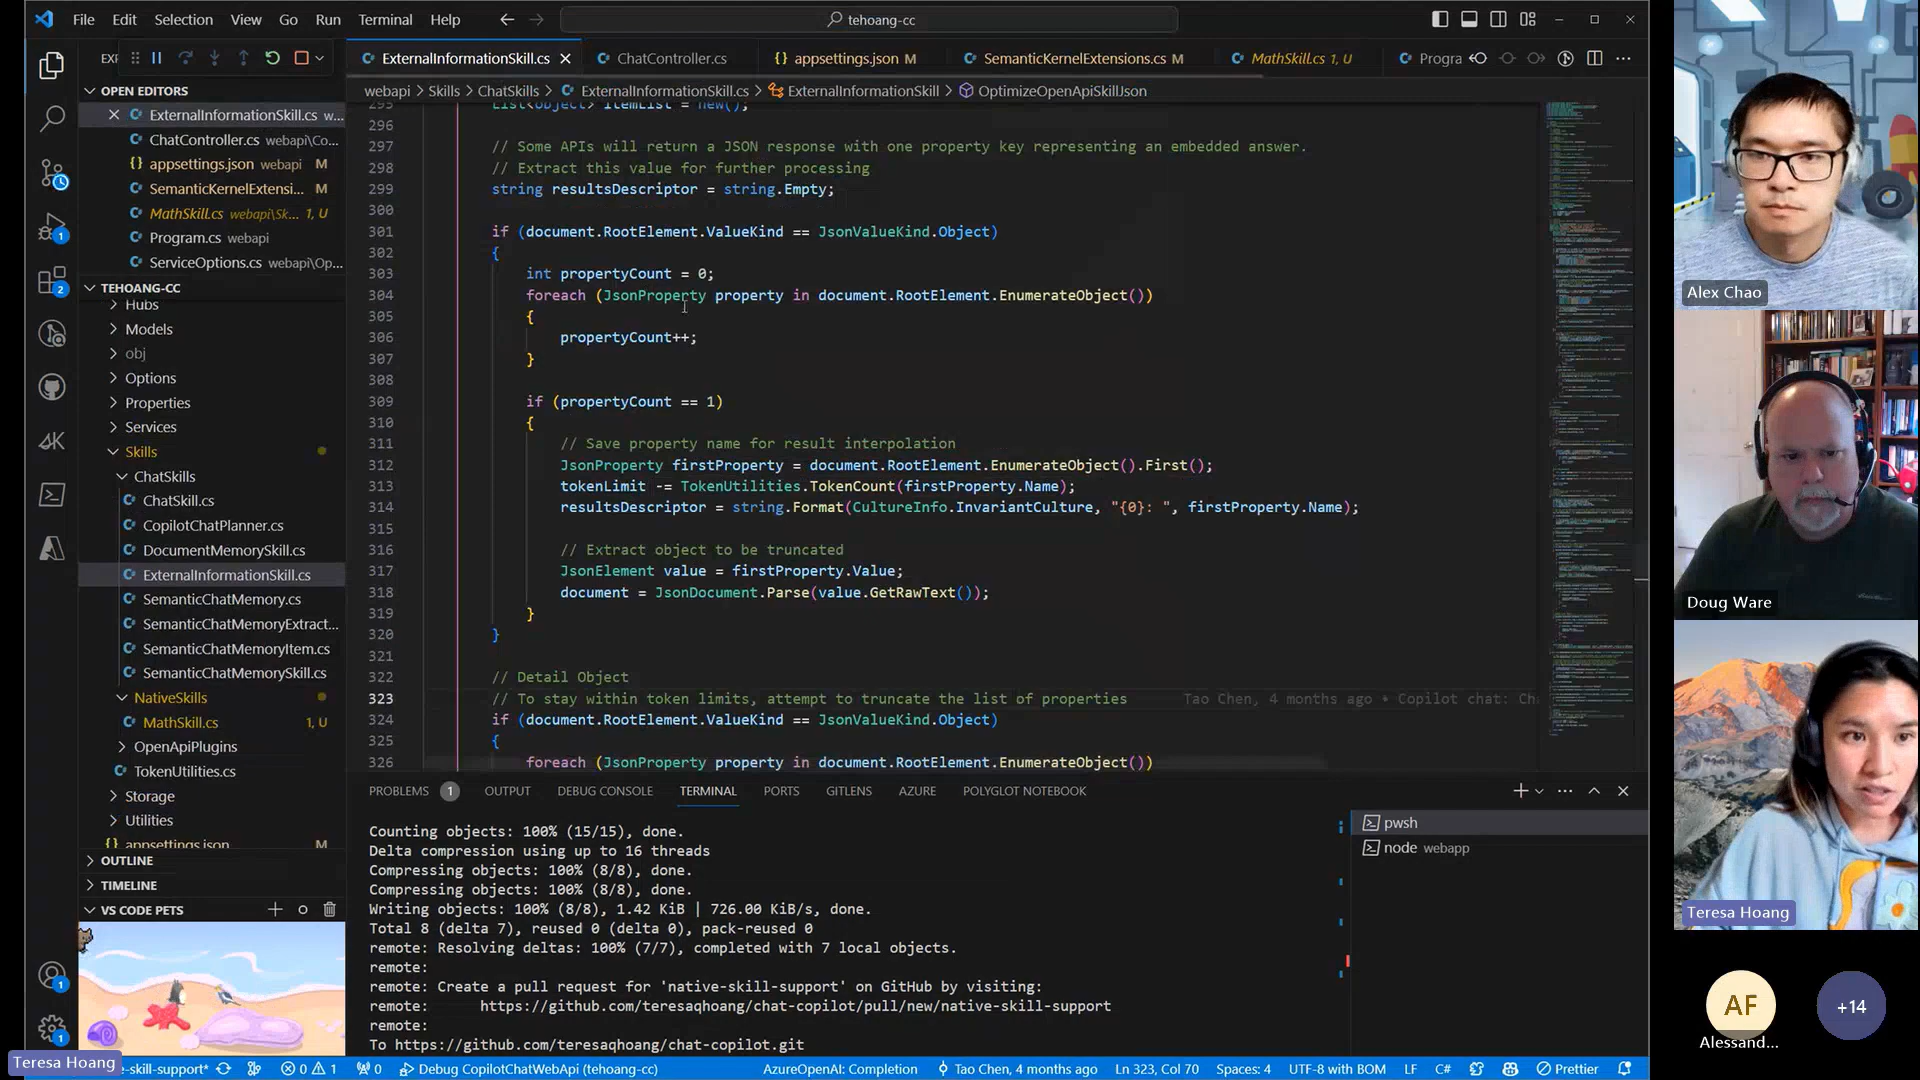 File Edit Selection View Go Run Terminal Help
tehoang-cc
ExternalInformationSkill.cs
ChatController.cs
appsettings.json M
SemanticKernelExtensions.cs M
MathSkill.cs 1, U
Progra
webapi > Skills > ChatSkills > ExternalInformationSkill.cs > ExternalInformationSkill > OptimizeOpenApiSkillJson
OPEN EDITORS
ExternalInformationSkill.cs w...
ChatController.cs webapi\Co...
appsettings.json webapi M
SemanticKernelExtensi... M
MathSkill.cs webapi\Sk... 1, U
Program.cs webapi
ServiceOptions.cs webapi\Op...
TEHOANG-CC
Hubs
Models
obj
Options
Properties
Services
Skills
ChatSkills
ChatSkill.cs
CopilotChatPlanner.cs
DocumentMemorySkill.cs
ExternalInformationSkill.cs
SemanticChatMemory.cs
SemanticChatMemoryExtract...
SemanticChatMemoryItem.cs
SemanticChatMemorySkill.cs
NativeSkills
MathSkill.cs 1, U
OpenApiPlugins
TokenUtilities.cs
Storage
Utilities
appsettings.json M
OUTLINE
TIMELINE
VS CODE PETS
295 List<object> itemList = new();
296
297 // Some APIs will return a JSON response with one property key representing an embedded answer.
298 // Extract this value for further processing
299 string resultsDescriptor = string.Empty;
300
301 if (document.RootElement.ValueKind == JsonValueKind.Object)
302 {
303 int propertyCount = 0;
304 foreach (JsonProperty property in document.RootElement.EnumerateObject())
305 {
306 propertyCount++;
307 }
308
309 if (propertyCount == 1)
310 {
311 // Save property name for result interpolation
312 JsonProperty firstProperty = document.RootElement.EnumerateObject().First();
313 tokenLimit -= TokenUtilities.TokenCount(firstProperty.Name);
314 resultsDescriptor = string.Format(CultureInfo.InvariantCulture, "{0}: ", firstProperty.Name);
315
316 // Extract object to be truncated
317 JsonElement value = firstProperty.Value;
318 document = JsonDocument.Parse(value.GetRawText());
319 }
320 }
321
322 // Detail Object
323 // To stay within token limits, attempt to truncate the list of properties Tao Chen, 4 months ago • Copilot chat: Ch
324 if (document.RootElement.ValueKind == JsonValueKind.Object)
325 {
326 foreach (JsonProperty property in document.RootElement.EnumerateObject())
PROBLEMS 1 OUTPUT DEBUG CONSOLE TERMINAL PORTS GITLENS AZURE POLYGLOT NOTEBOOK
Counting objects: 100% (15/15), done.
Delta compression using up to 16 threads
Compressing objects: 100% (8/8), done.
Compressing objects: 100% (8/8), done.
Writing objects: 100% (8/8), 1.42 KiB | 726.00 KiB/s, done.
Total 8 (delta 7), reused 0 (delta 0), pack-reused 0
remote: Resolving deltas: 100% (7/7), completed with 7 local objects.
remote:
remote: Create a pull request for 'native-skill-support' on GitHub by visiting:
remote: https://github.com/teresaqhoang/chat-copilot/pull/new/native-skill-support
remote:
To https://github.com/teresaqhoang/chat-copilot.git
pwsh
node webapp
e-skill-support* 0 1 0 Debug CopilotChatWebApi (tehoang-cc) AzureOpenAI: Completion Tao Chen, 4 months ago Ln 323, Col 70 Spaces: 4 UTF-8 with BOM LF C# Prettier
Teresa Hoang
Alex Chao
Doug Ware
Teresa Hoang
AF
Alessand...
+14